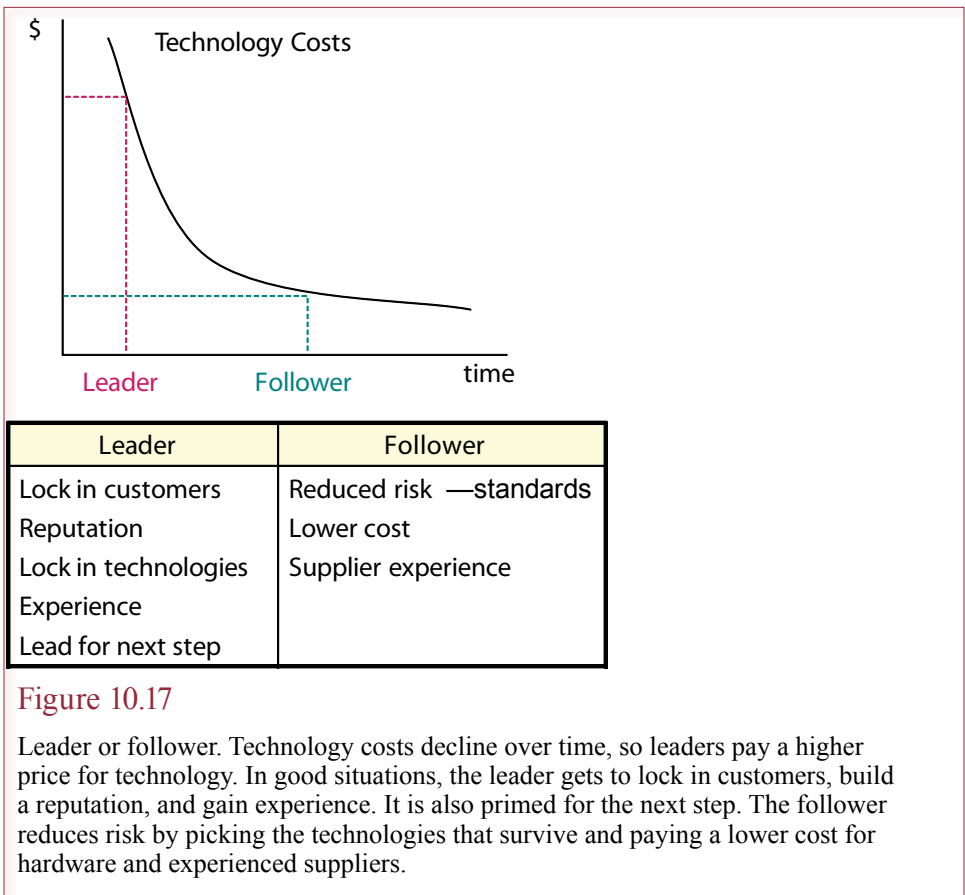 $
Technology Costs
Leader
Follower
time
Leader Follower
Lock in customers Reduced risk —standards
Reputation Lower cost
Lock in technologies Supplier experience
Experience
Lead for next step
Figure 10.17
Leader or follower. Technology costs decline over time, so leaders pay a higher
price for technology. In good situations, the leader gets to lock in customers, build
a reputation, and gain experience. It is also primed for the next step. The follower
reduces risk by picking the technologies that survive and paying a lower cost for
hardware and experienced suppliers.